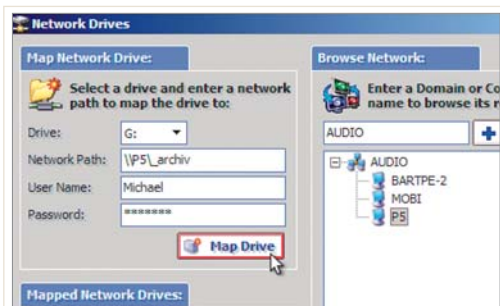 Network Drives
Map Network Drive:
Select a drive and enter a network
path to map the drive to:
Drive:
G:
Network Path:
\\P5\_archiv
User Name:
Michael
Password:
*******
Map Drive
Mapped Network Drives:
Browse Network:
Enter a Domain or Co
name to browse its r
AUDIO
AUDIO
BARTPE-2
MOBI
P5